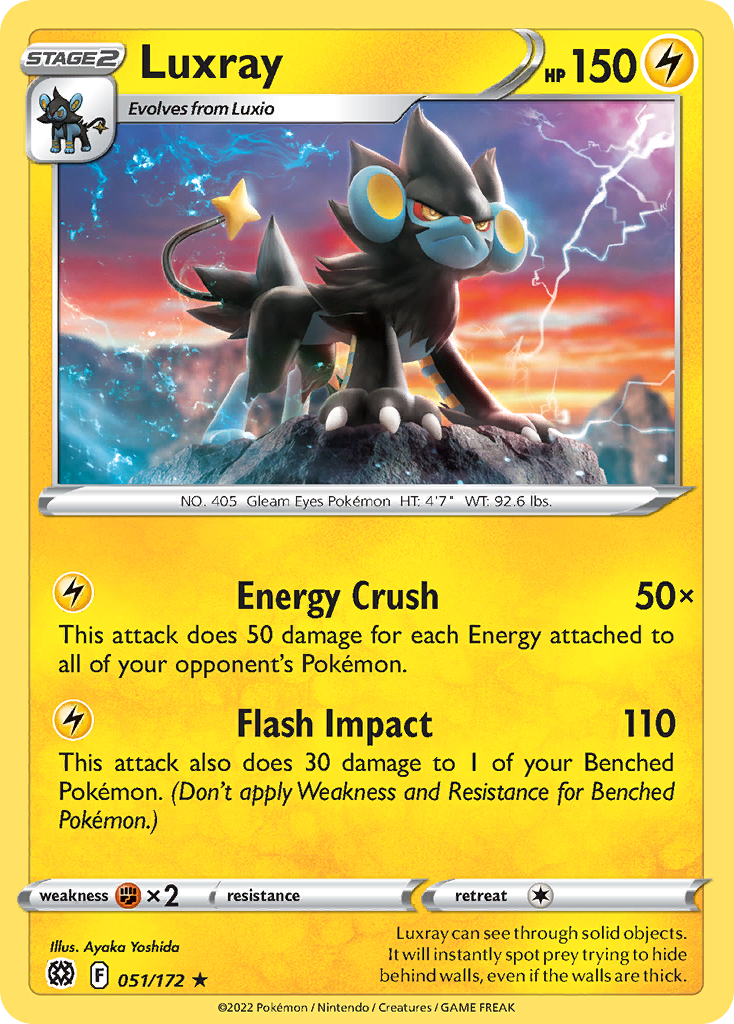 STAGE2
Luxray
HP 150
Evolves from Luxio
NO. 405 Gleam Eyes Pokémon HT: 4'7" WT: 92.6 lbs.
Energy Crush 50×
This attack does 50 damage for each Energy attached to
all of your opponent's Pokémon.
Flash Impact 110
This attack also does 30 damage to 1 of your Benched
Pokémon. (Don't apply Weakness and Resistance for Benched
Pokémon.)
weakness ×2 resistance retreat
Illus. Ayaka Yoshida
Luxray can see through solid objects.
It will instantly spot prey trying to hide
behind walls, even if the walls are thick.
F 051/172 ★
©2022 Pokémon / Nintendo / Creatures / GAME FREAK